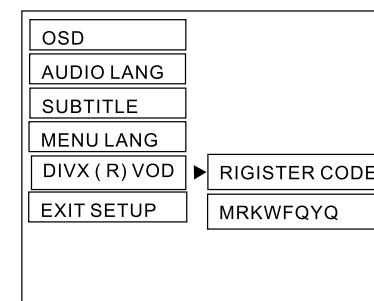 OSD
AUDIO LANG
SUBTITLE
MENU LANG
DIVX ( R) VOD
RIGISTER CODE
EXIT SETUP
MRKWFQYQ